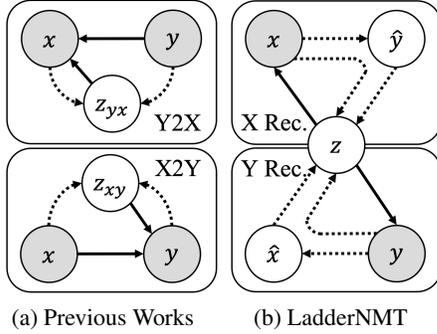 x y x ŷ
z_yx
Y2X X Rec.
z
X2Y Y Rec.
z_xy
x y x̂ y
(a) Previous Works (b) LadderNMT